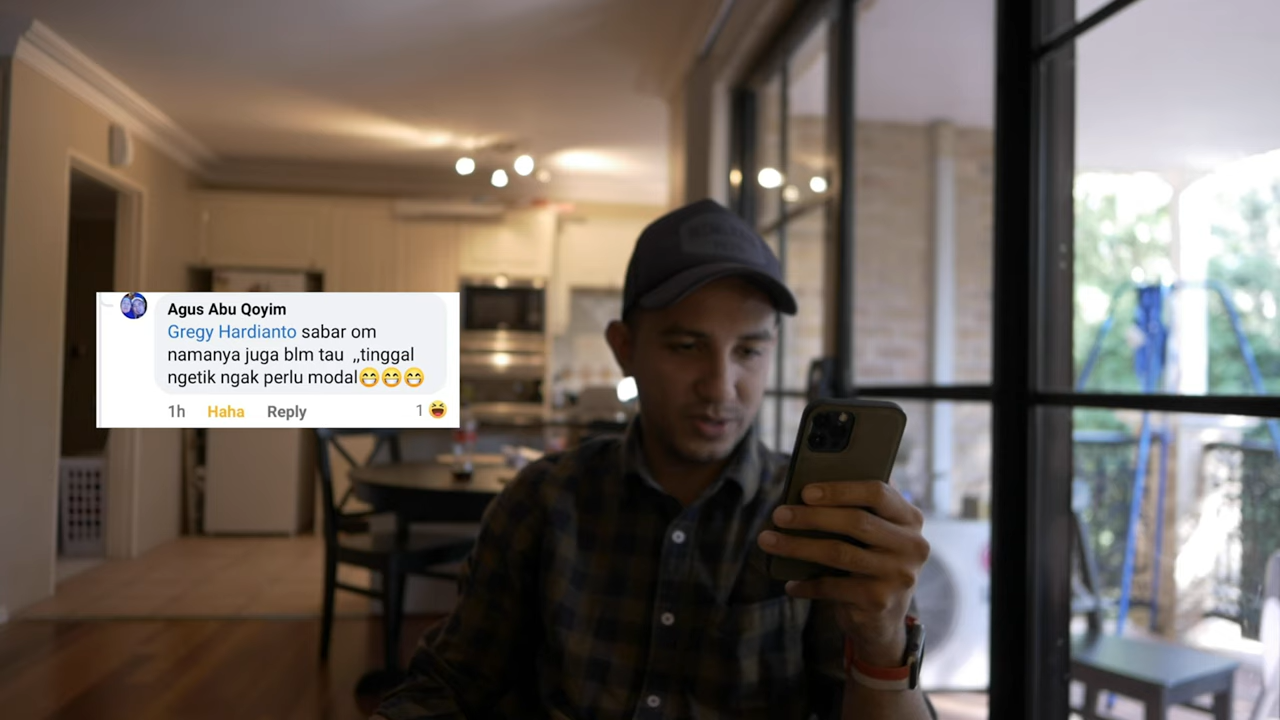 Agus Abu Qoyim
Gregy Hardianto sabar om
namanya juga blm tau ,,tinggal
ngetik ngak perlu modal😁😁😁
1h Haha Reply 1 😆